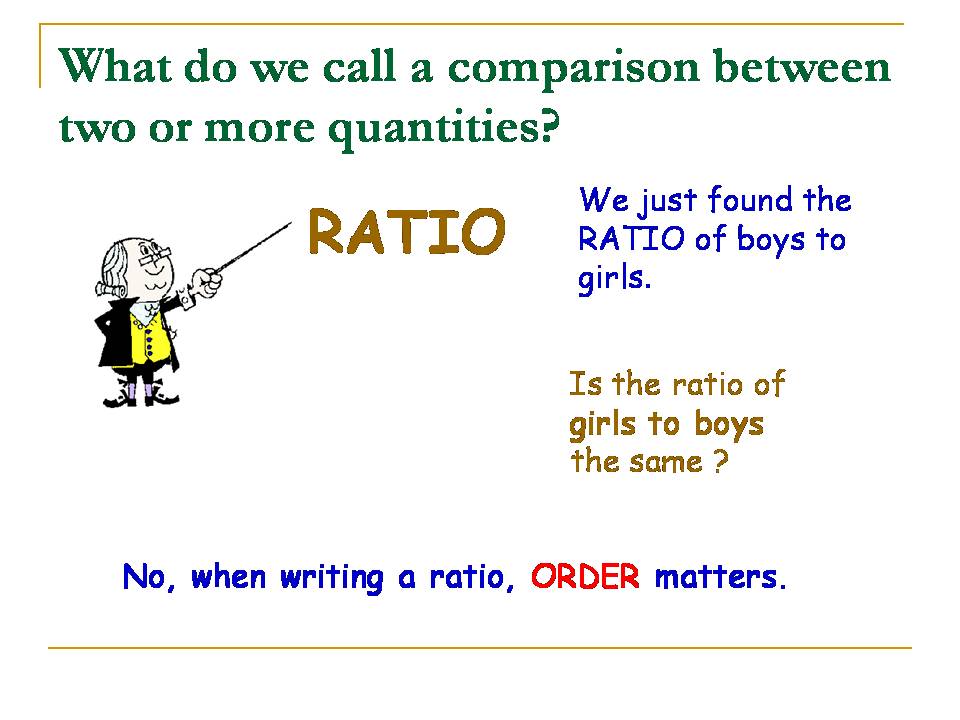 What do we call a comparison between
two or more quantities?
RATIO
We just found the
RATIO of boys to
girls.
Is the ratio of
girls to boys
the same ?
No, when writing a ratio, ORDER matters.